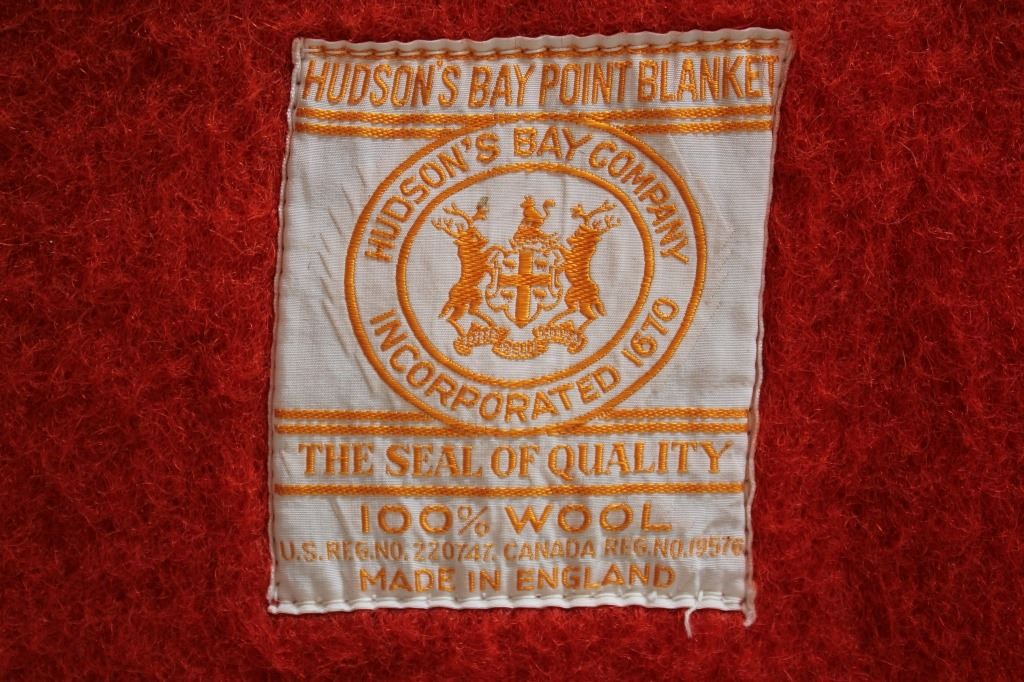 HUDSON'S BAY POINT BLANKET
HUDSON'S BAY COMPANY
INCORPORATED 1670
THE SEAL OF QUALITY
100% WOOL
U.S. REG. NO. 220747. CANADA REG. NO. 19576
MADE IN ENGLAND